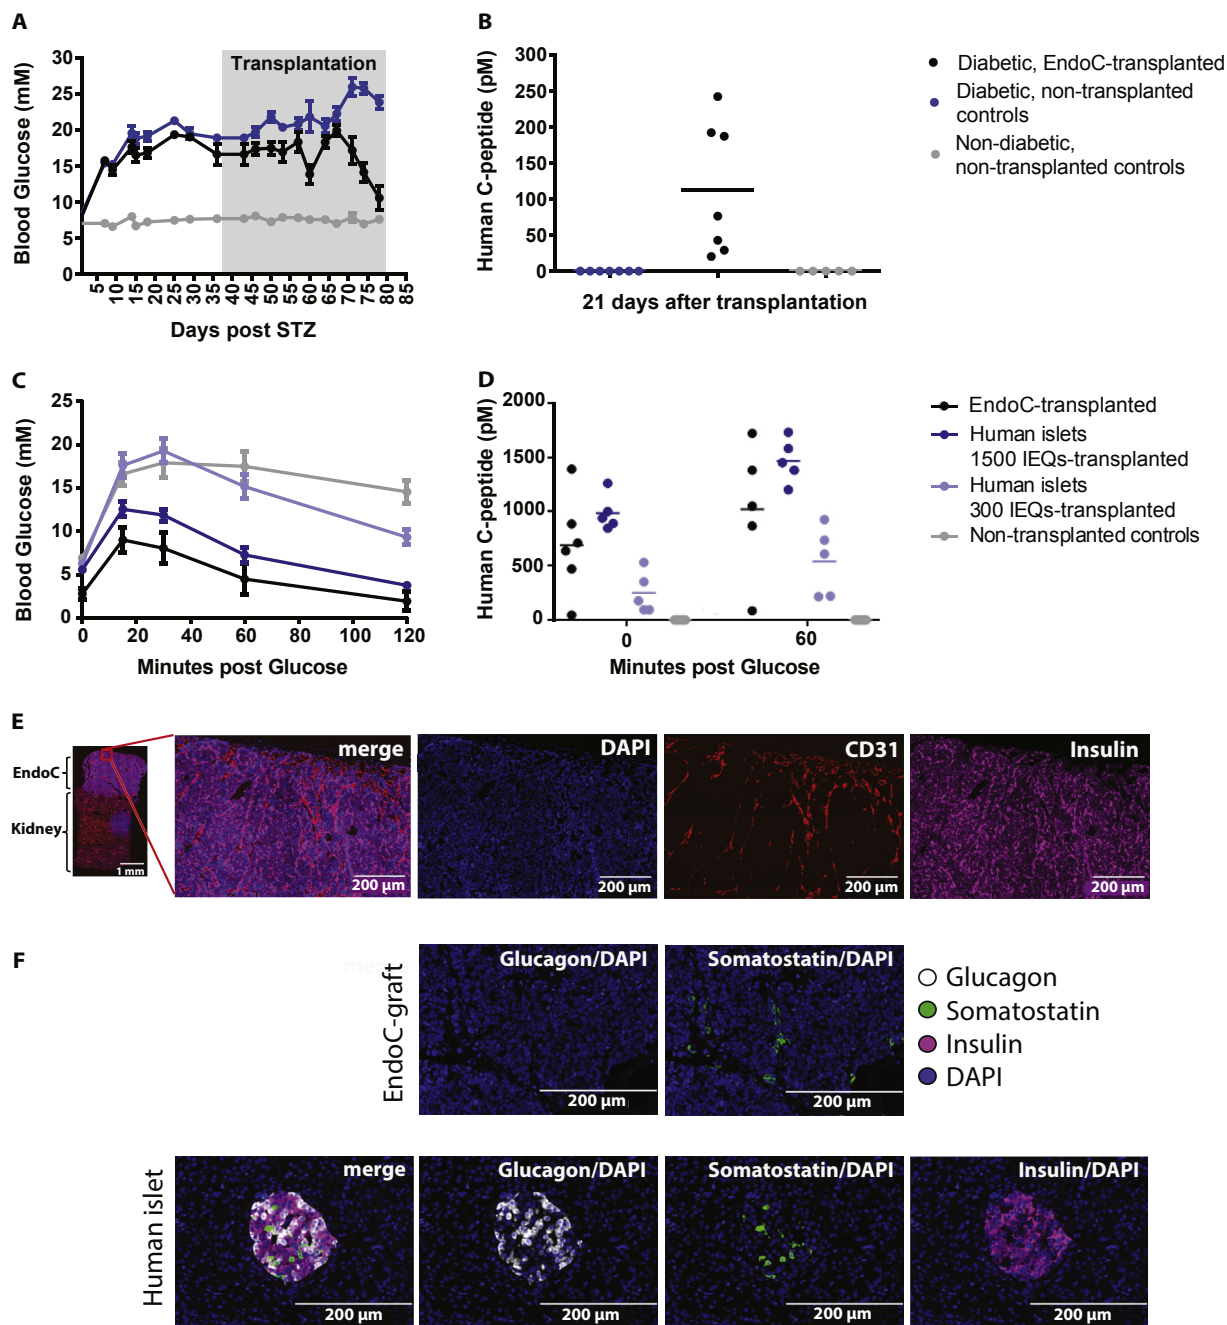 A
Blood Glucose (mM)
30
25
20
15
10
5
0
Transplantation
5
10
15
20
25
30
35
40
45
50
55
60
65
70
75
80
85
Days post STZ
B
Human C-peptide (pM)
300
250
200
150
100
50
0
21 days after transplantation
Diabetic, EndoC-transplanted
Diabetic, non-transplanted
controls
Non-diabetic,
non-transplanted controls
C
Blood Glucose (mM)
25
20
15
10
5
0
0 20 40 60 80 100 120
Minutes post Glucose
D
Human C-peptide (pM)
2000
1500
1000
500
0
0 60
Minutes post Glucose
EndoC-transplanted
Human islets
1500 IEQs-transplanted
Human islets
300 IEQs-transplanted
Non-transplanted controls
E
EndoC
Kidney
1 mm
merge
200 µm
DAPI
200 µm
CD31
200 µm
Insulin
200 µm
F
EndoC-graft
merge
Glucagon/DAPI
200 µm
Somatostatin/DAPI
200 µm
Glucagon
Somatostatin
Insulin
DAPI
Human islet
merge
200 µm
Glucagon/DAPI
200 µm
Somatostatin/DAPI
200 µm
Insulin/DAPI
200 µm